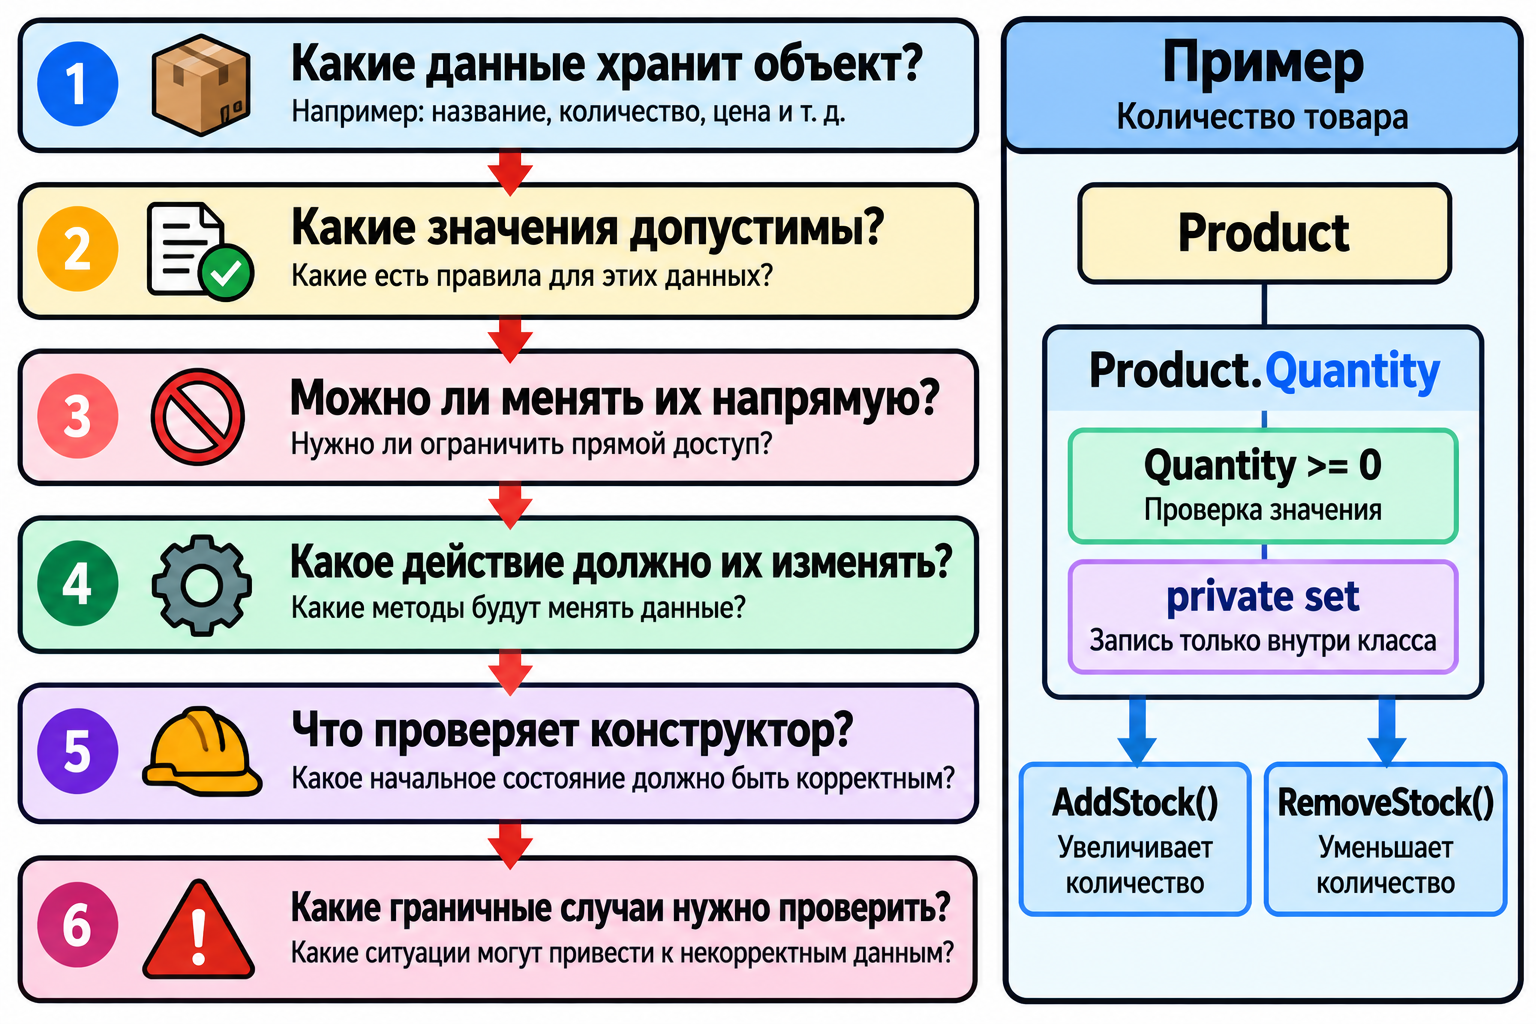 1
Какие данные хранит объект?
Например: название, количество, цена и т. д.
2
Какие значения допустимы?
Какие есть правила для этих данных?
3
Можно ли менять их напрямую?
Нужно ли ограничить прямой доступ?
4
Какое действие должно их изменять?
Какие методы будут менять данные?
5
Что проверяет конструктор?
Какое начальное состояние должно быть корректным?
6
Какие граничные случаи нужно проверить?
Какие ситуации могут привести к некорректным данным?
Пример
Количество товара
Product
Product.Quantity
Quantity >= 0
Проверка значения
private set
Запись только внутри класса
AddStock()
Увеличивает
количество
RemoveStock()
Уменьшает
количество